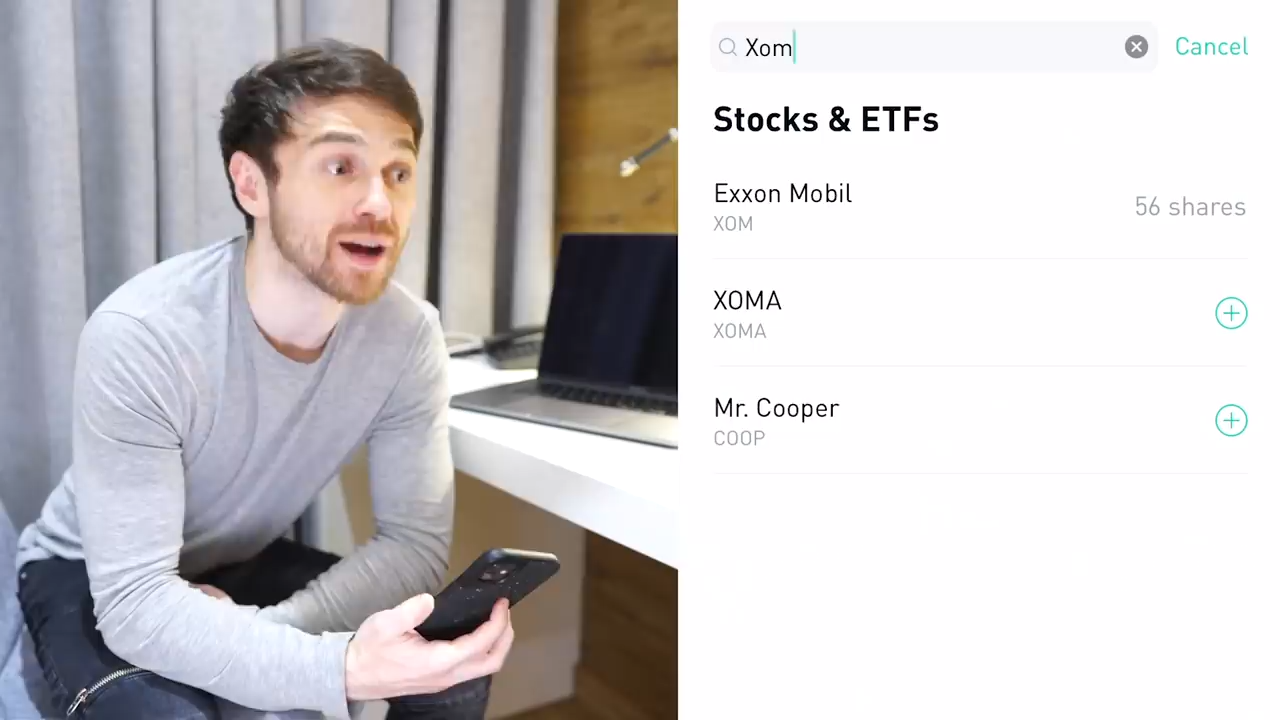 Xom
Cancel
Stocks & ETFs
Exxon Mobil
XOM
56 shares
XOMA
XOMA
Mr. Cooper
COOP